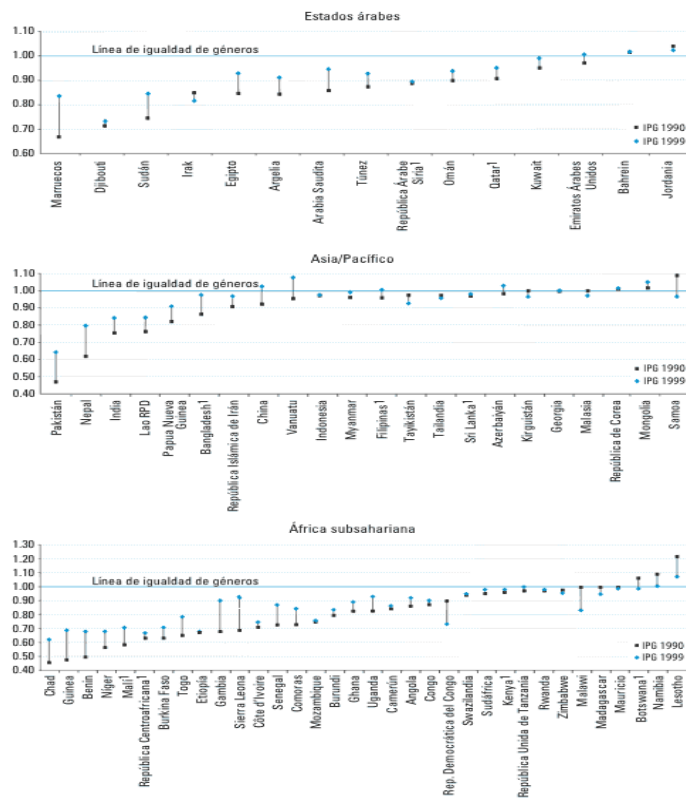 Estados árabes
1.10
1.00
0.90
0.80
0.70
0.60
Línea de igualdad de géneros
IPG 1990
IPG 1999
Marruecos
Djibouti
Sudán
Irak
Egipto
Argelia
Arabia Saudita
Túnez
República Árabe
Siria¹
Omán
Qatar¹
Kuwait
Emiratos Árabes
Unidos
Bahrein
Jordania
Asia/Pacífico
1.10
1.00
0.90
0.80
0.70
0.60
0.50
0.40
Línea de igualdad de géneros
IPG 1990
IPG 1999
Pakistán
Nepal
India
Lao RPD
Papua Nueva
Guinea
Bangladesh¹
República Islámica de Irán
China
Vanuatu
Indonesia
Myanmar
Filipinas¹
Tayikistán
Tailandia
Sri Lanka¹
Azerbaiyán
Kirguistán
Georgia
Malasia
República de Corea
Mongolia
Samoa
África subsahariana
1.30
1.20
1.10
1.00
0.90
0.80
0.70
0.60
0.50
0.40
Línea de igualdad de géneros
IPG 1990
IPG 1999
Chad
Guinea
Benin
Níger
Mali¹
República Centroafricana¹
Burkina Faso
Togo
Etiopía
Gambia
Sierra Leona
Côte d'Ivoire
Senegal
Comoras
Mozambique
Burundi
Ghana
Uganda
Camerún
Angola
Congo
Rep. Democrática del Congo
Swazilandia
Sudáfrica
Kenya¹
República Unida de Tanzania
Rwanda
Zimbabwe
Malawi
Madagascar
Mauricio
Botswana¹
Namibia
Lesotho